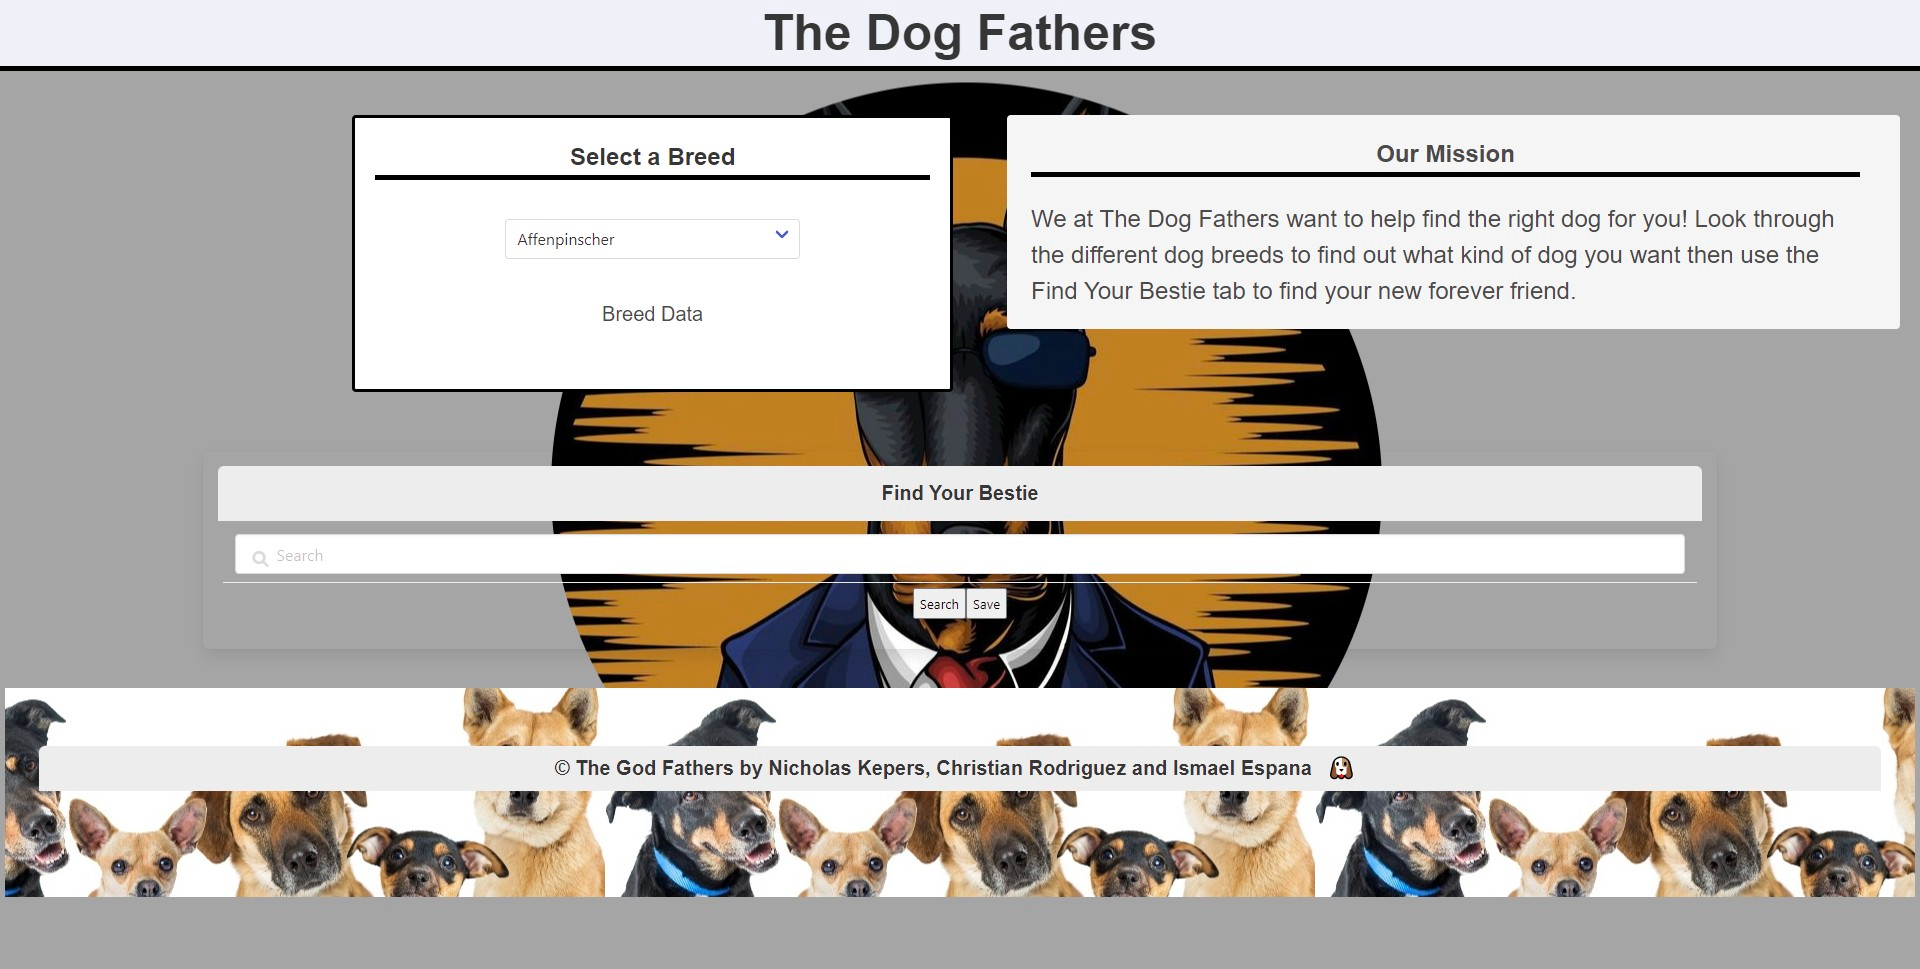 The Dog Fathers
Select a Breed
Affenpinscher
Breed Data
Our Mission
We at The Dog Fathers want to help find the right dog for you! Look through
the different dog breeds to find out what kind of dog you want then use the
Find Your Bestie tab to find your new forever friend.
Find Your Bestie
Search
Search Save
© The God Fathers by Nicholas Kepers, Christian Rodriguez and Ismael Espana